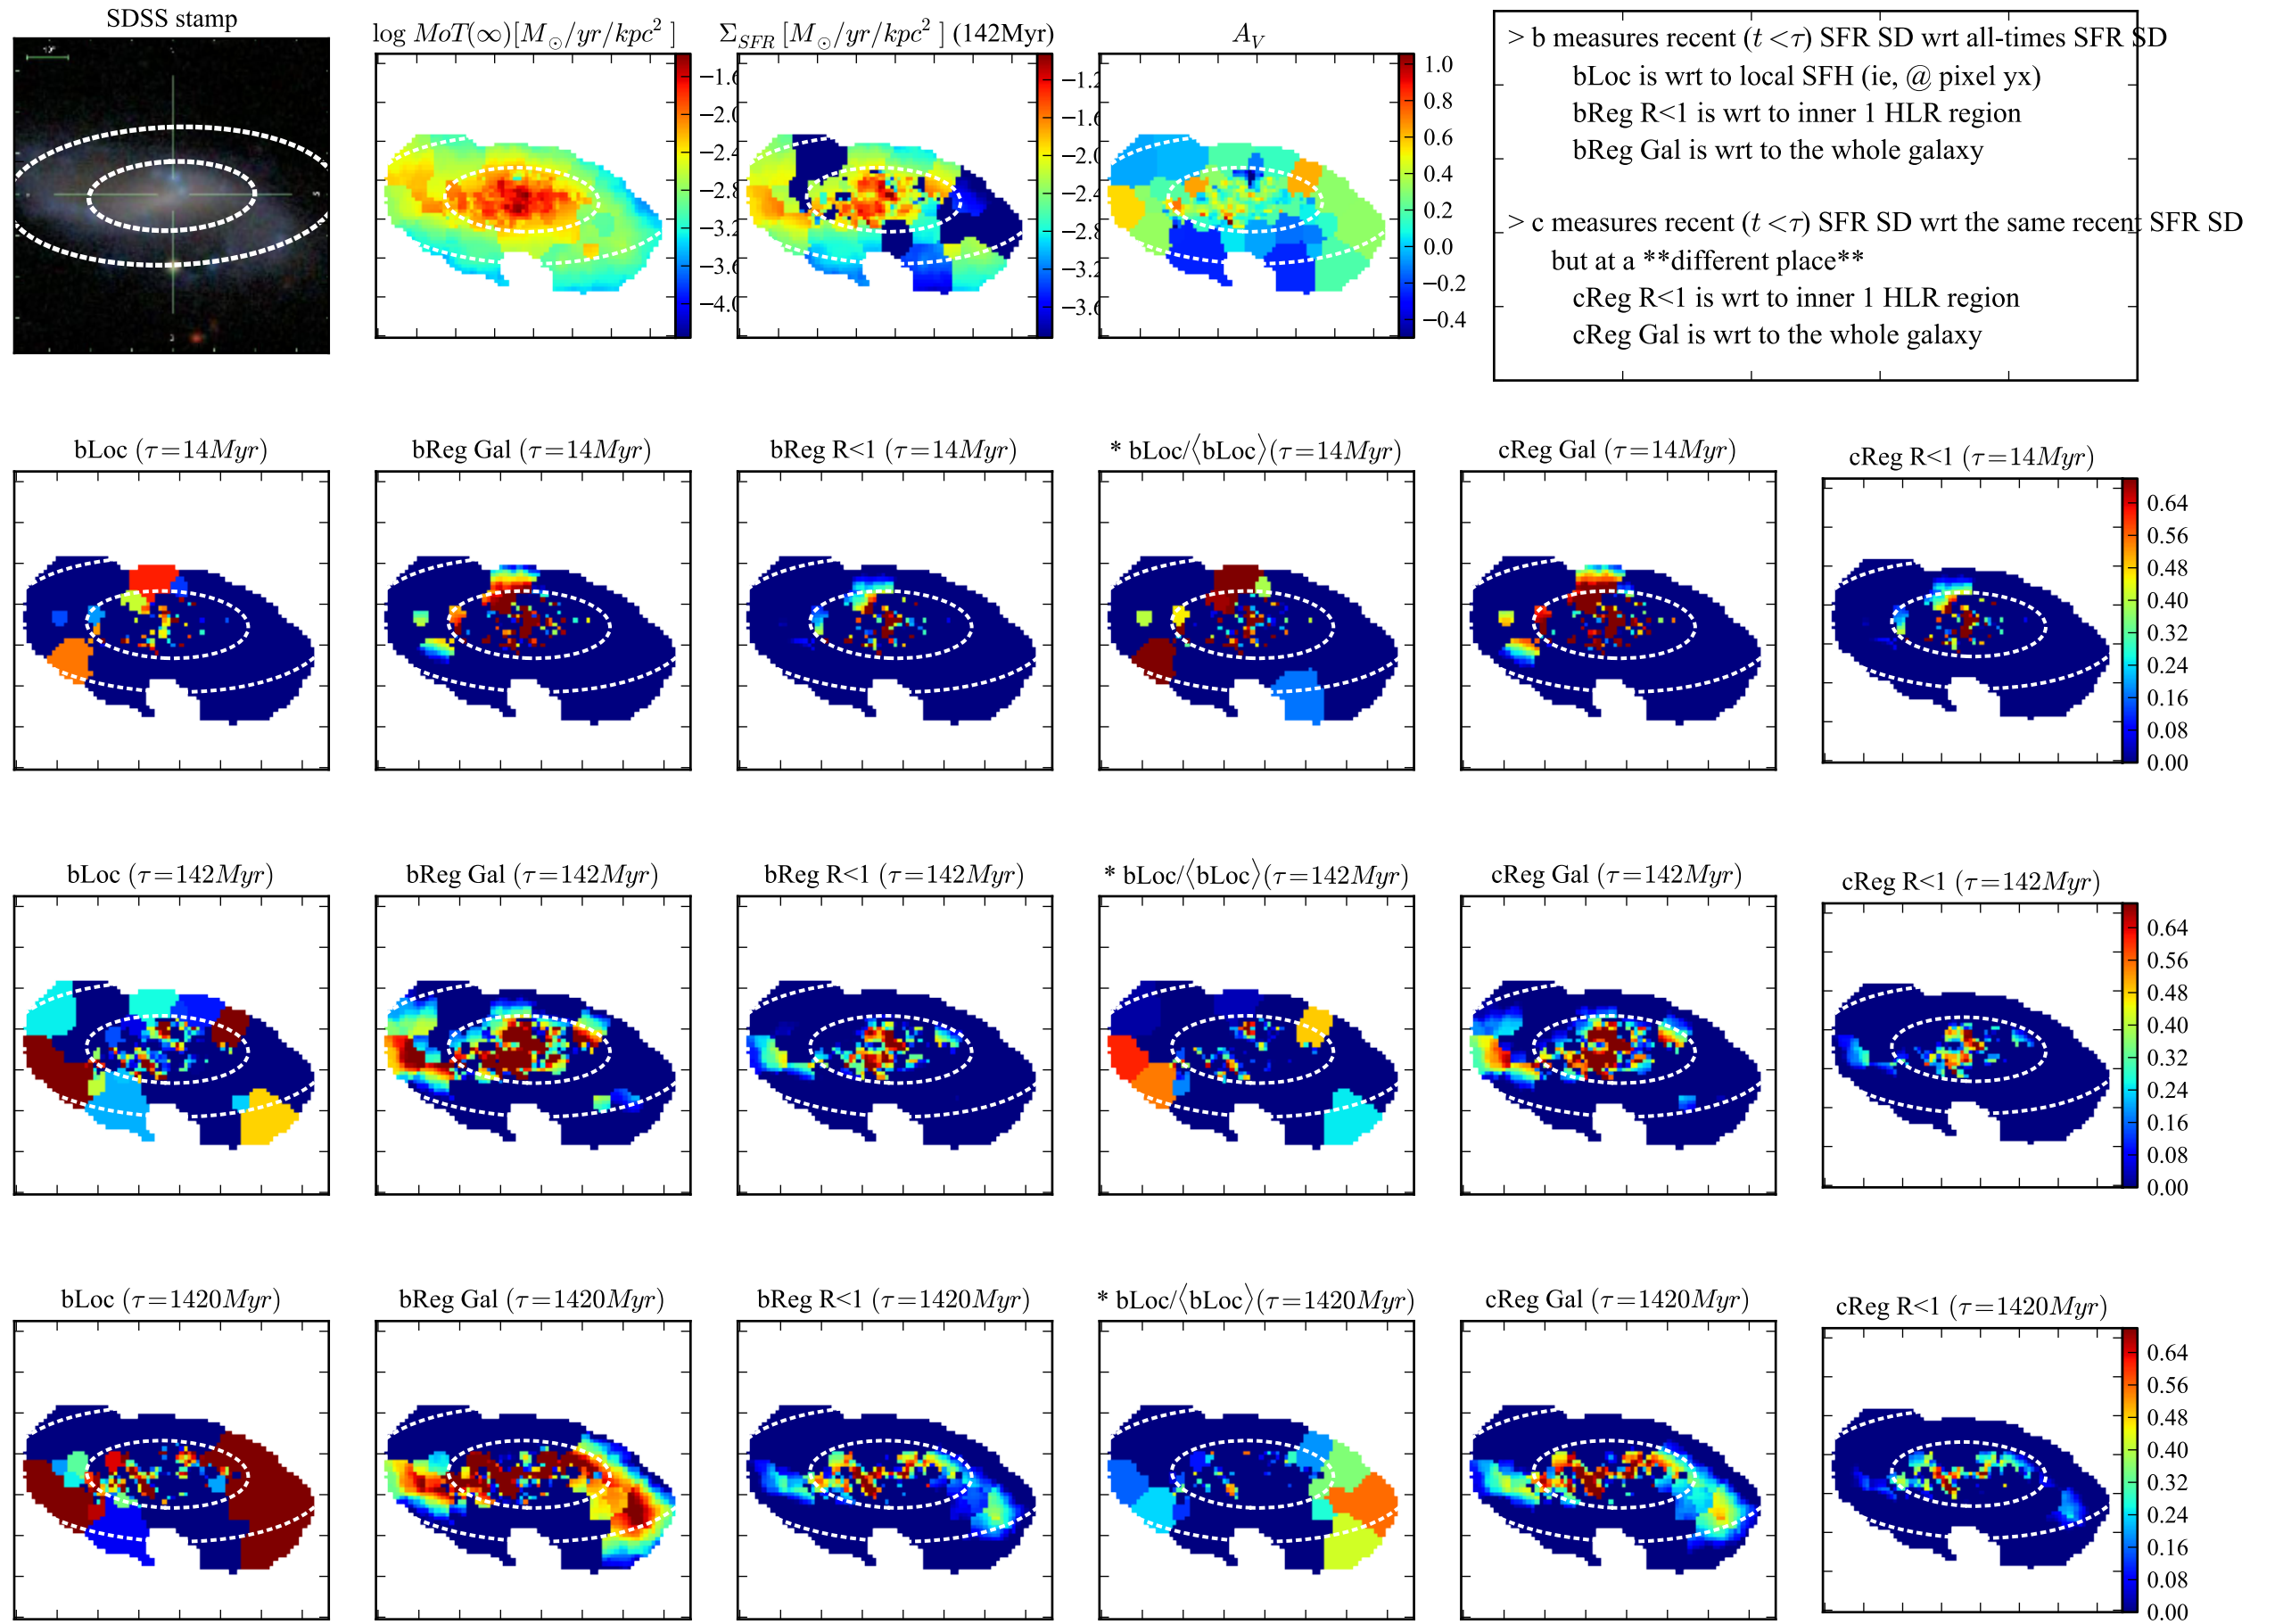 SDSS stamp
log MoT(∞)[M⊙/yr/kpc² ]
Σ_SFR [M⊙/yr/kpc² ] (142Myr)
A_V
−1.6
−2.0
−2.4
−2.8
−3.2
−3.6
−4.0
−1.2
−1.6
−2.0
−2.4
−2.8
−3.2
−3.6
1.0
0.8
0.6
0.4
0.2
0.0
−0.2
−0.4
> b measures recent (t <τ) SFR SD wrt all-times SFR SD
bLoc is wrt to local SFH (ie, @ pixel yx)
bReg R<1 is wrt to inner 1 HLR region
bReg Gal is wrt to the whole galaxy
> c measures recent (t <τ) SFR SD wrt the same recent SFR SD
but at a **different place**
cReg R<1 is wrt to inner 1 HLR region
cReg Gal is wrt to the whole galaxy
bLoc (τ=14Myr)
bReg Gal (τ=14Myr)
bReg R<1 (τ=14Myr)
* bLoc/⟨bLoc⟩(τ=14Myr)
cReg Gal (τ=14Myr)
cReg R<1 (τ=14Myr)
0.64
0.56
0.48
0.40
0.32
0.24
0.16
0.08
0.00
bLoc (τ=142Myr)
bReg Gal (τ=142Myr)
bReg R<1 (τ=142Myr)
* bLoc/⟨bLoc⟩(τ=142Myr)
cReg Gal (τ=142Myr)
cReg R<1 (τ=142Myr)
0.64
0.56
0.48
0.40
0.32
0.24
0.16
0.08
0.00
bLoc (τ=1420Myr)
bReg Gal (τ=1420Myr)
bReg R<1 (τ=1420Myr)
* bLoc/⟨bLoc⟩(τ=1420Myr)
cReg Gal (τ=1420Myr)
cReg R<1 (τ=1420Myr)
0.64
0.56
0.48
0.40
0.32
0.24
0.16
0.08
0.00